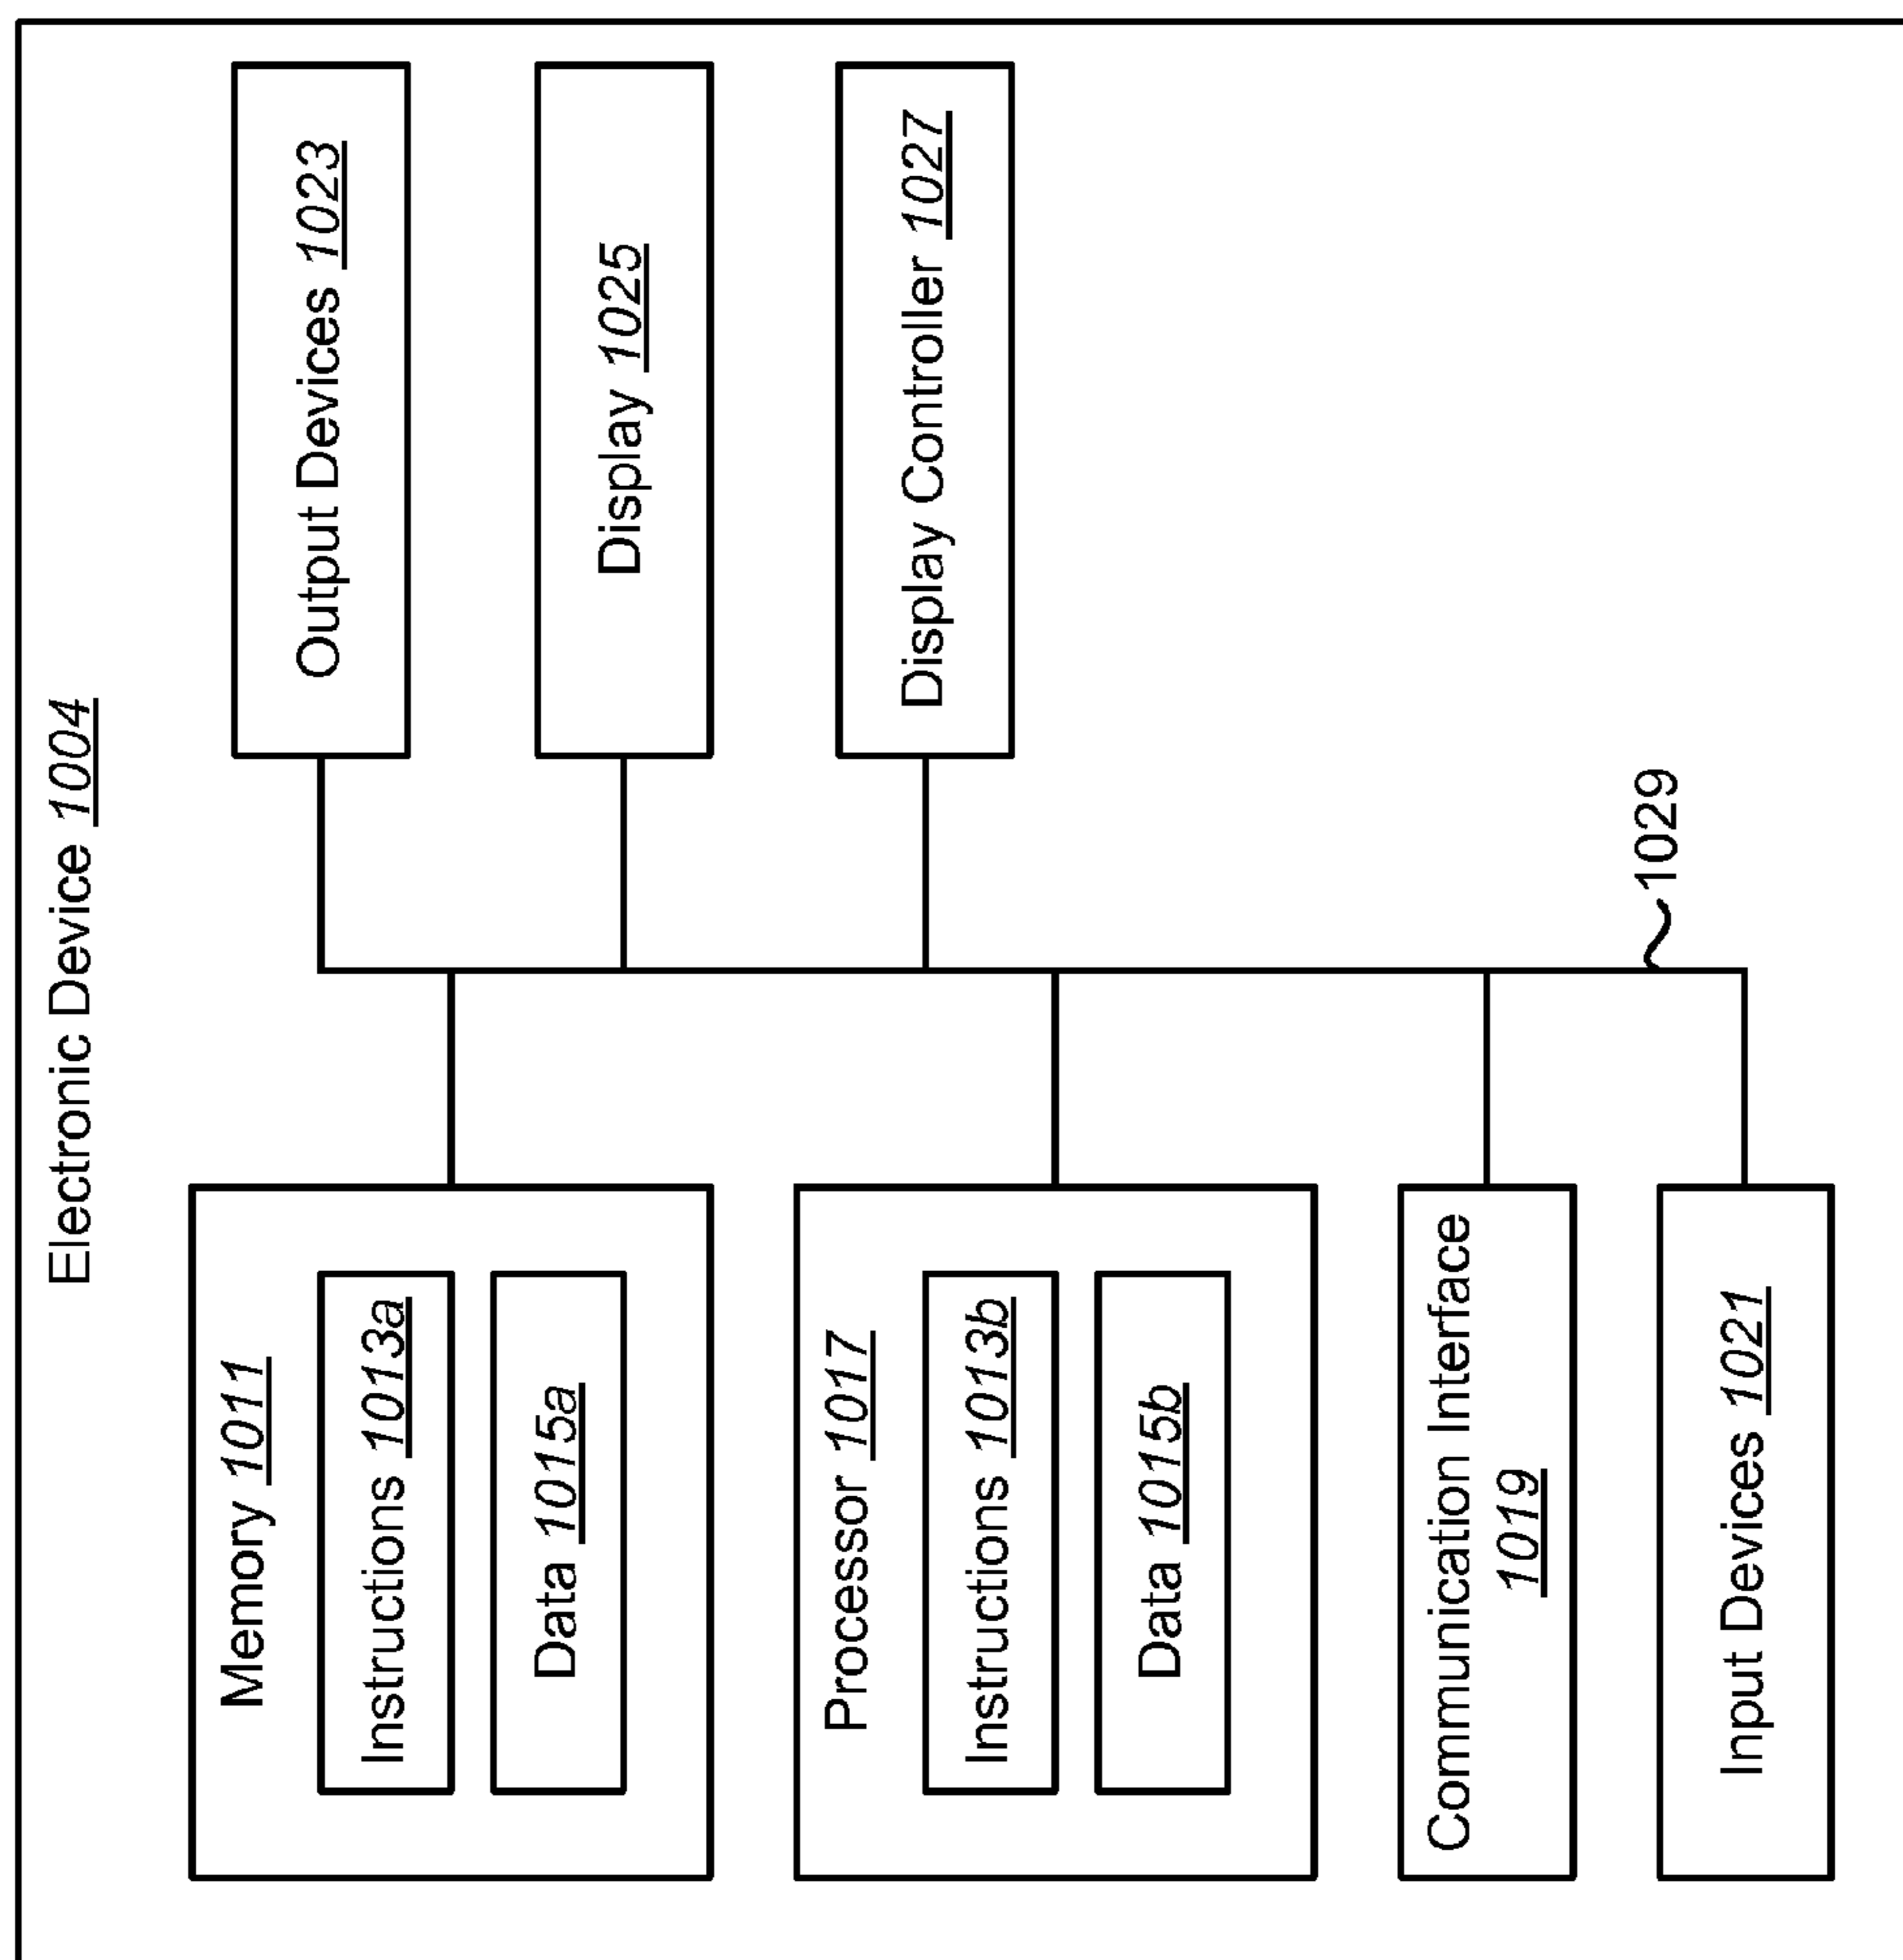 Electronic Device 1004
Memory 1011
Instructions 1013a
Data 1015a
Processor 1017
Instructions 1013b
Data 1015b
Communication Interface
1019
Input Devices 1021
Output Devices 1023
Display 1025
Display Controller 1027
1029